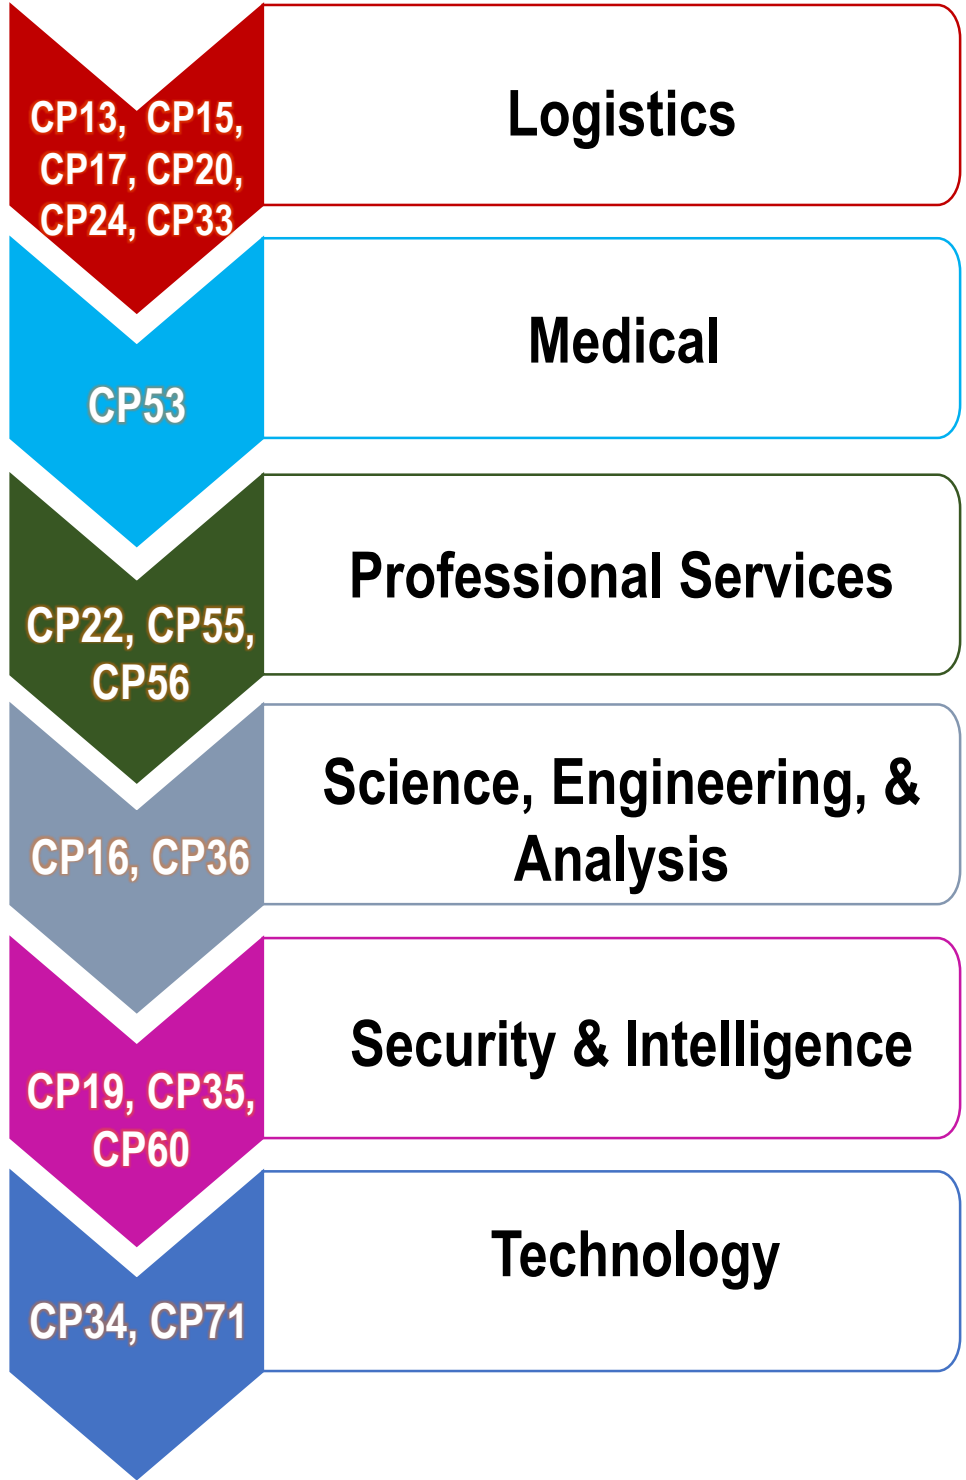 CP13, CP15,
CP17, CP20,
CP24, CP33
Logistics
CP53
Medical
CP22, CP55,
CP56
Professional Services
CP16, CP36
Science, Engineering, &
Analysis
CP19, CP35,
CP60
Security & Intelligence
CP34, CP71
Technology